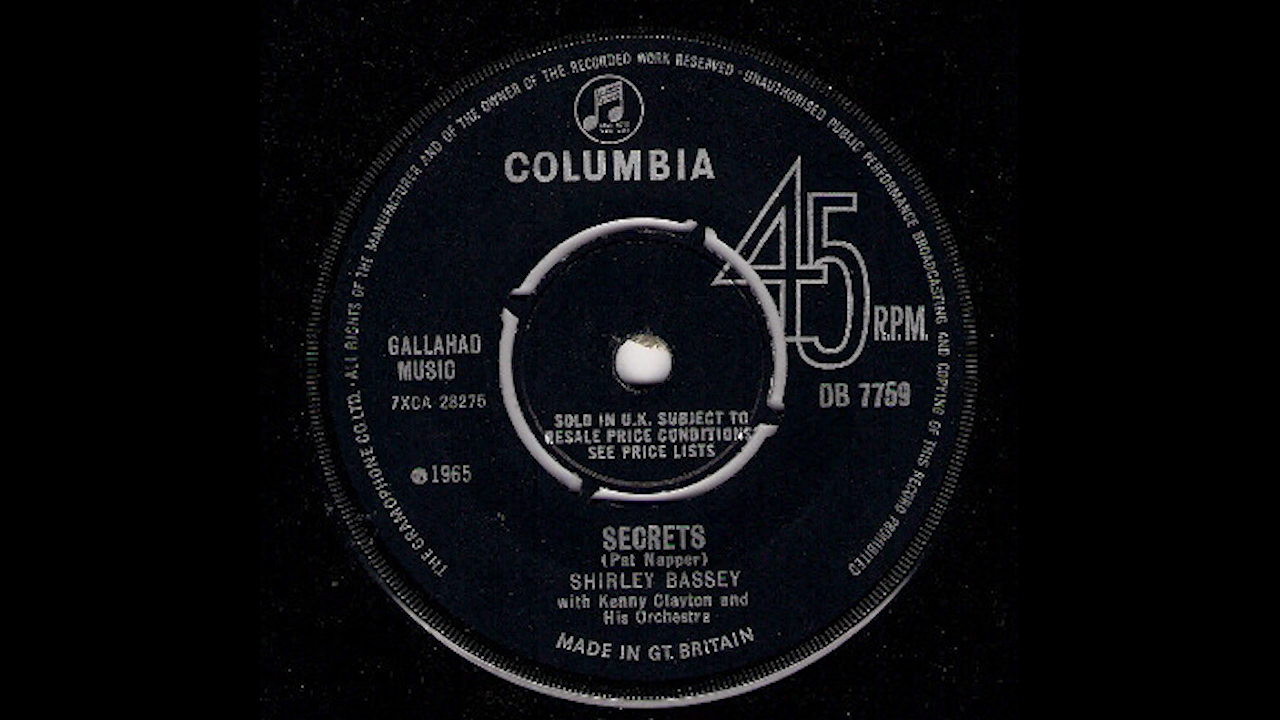 THE GRAMOPHONE CO. LTD. · ALL RIGHTS OF THE MANUFACTURER AND OF THE OWNER OF THE RECORDED WORK RESERVED · UNAUTHORISED PUBLIC PERFORMANCE BROADCASTING AND COPYING OF THIS RECORD PROHIBITED
COLUMBIA
45
R.P.M.
GALLAHAD
MUSIC
7XCA 28275
DB 7759
℗ 1965
SOLD IN U.K. SUBJECT TO
RESALE PRICE CONDITIONS
SEE PRICE LISTS
SECRETS
(Pat Napper)
SHIRLEY BASSEY
with Kenny Clayton and
His Orchestra
MADE IN GT. BRITAIN